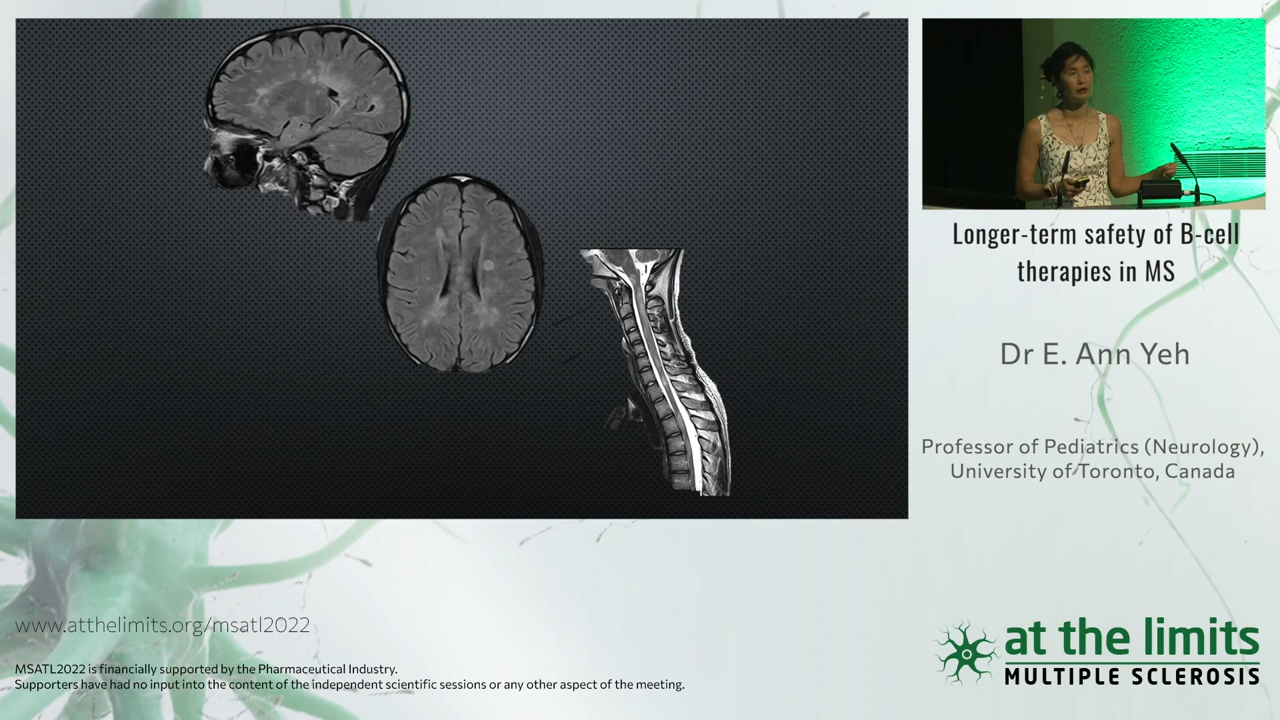 Longer-term safety of B-cell
therapies in MS
Dr E. Ann Yeh
Professor of Pediatrics (Neurology),
University of Toronto, Canada
www.atthelimits.org/msatl2022
MSATL2022 is financially supported by the Pharmaceutical Industry.
Supporters have had no input into the content of the independent scientific sessions or any other aspect of the meeting.
at the limits
MULTIPLE SCLEROSIS